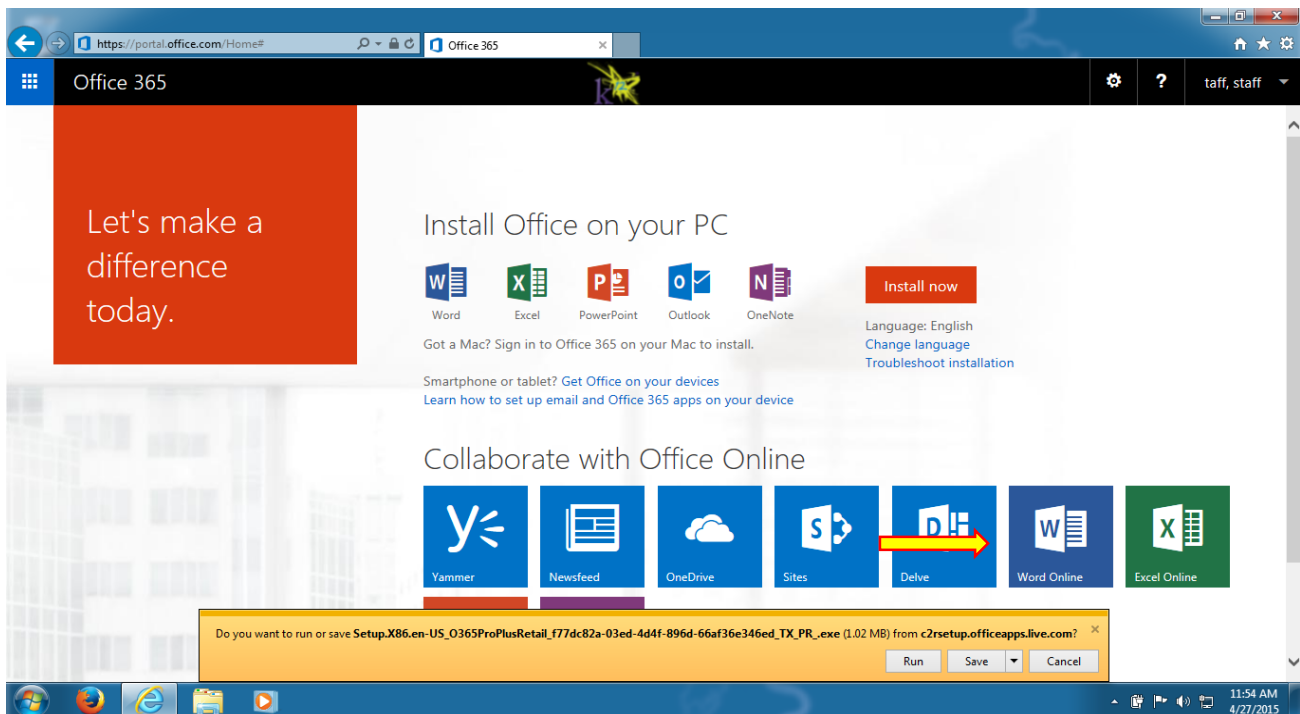 https://portal.office.com/Home#
Office 365
Office 365
k
?
taff, staff
Let's make a
difference
today.
Install Office on your PC
Word Excel PowerPoint Outlook OneNote
Install now
Language: English
Change language
Troubleshoot installation
Got a Mac? Sign in to Office 365 on your Mac to install.
Smartphone or tablet? Get Office on your devices
Learn how to set up email and Office 365 apps on your device
Collaborate with Office Online
Yammer Newsfeed OneDrive Sites Delve Word Online Excel Online
Do you want to run or save Setup.X86.en-US_O365ProPlusRetail_f77dc82a-03ed-4d4f-896d-66af36e346ed_TX_PR_.exe (1.02 MB) from c2rsetup.officeapps.live.com?
Run Save Cancel
11:54 AM
4/27/2015